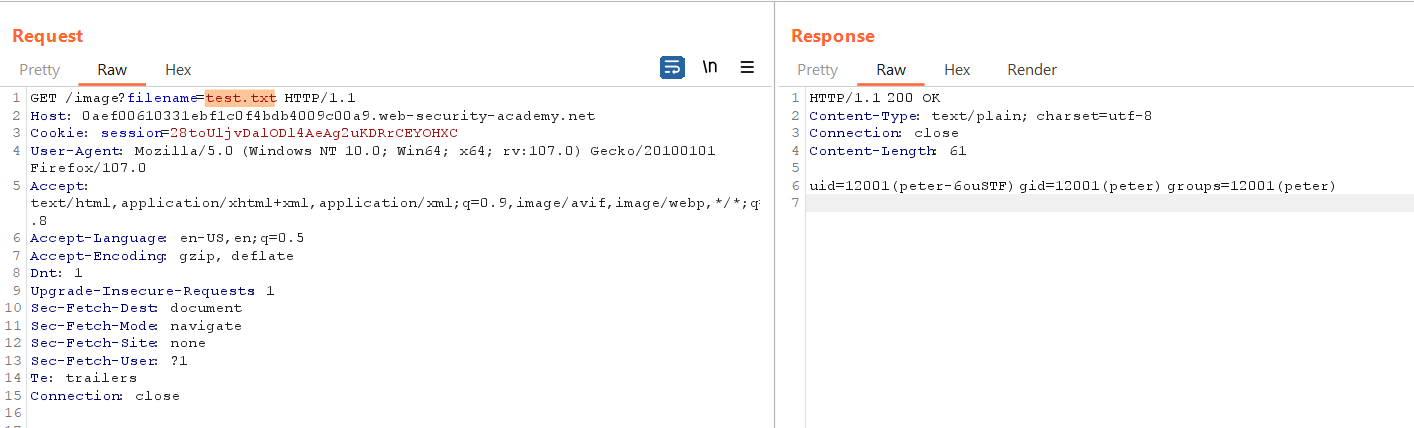 Request
Pretty Raw Hex \n
1 GET /image?filename=test.txt HTTP/1.1
2 Host: 0aef00610331ebf1c0f4bdb4009c00a9.web-security-academy.net
3 Cookie: session=28toUljvDalODl4AeAg2uKDRrCEYOHXC
4 User-Agent: Mozilla/5.0 (Windows NT 10.0; Win64; x64; rv:107.0) Gecko/20100101
Firefox/107.0
5 Accept:
text/html,application/xhtml+xml,application/xml;q=0.9,image/avif,image/webp,*/*;q=
.8
6 Accept-Language: en-US,en;q=0.5
7 Accept-Encoding: gzip, deflate
8 Dnt: 1
9 Upgrade-Insecure-Requests: 1
10 Sec-Fetch-Dest: document
11 Sec-Fetch-Mode: navigate
12 Sec-Fetch-Site: none
13 Sec-Fetch-User: ?1
14 Te: trailers
15 Connection: close
16
17
Response
Pretty Raw Hex Render
1 HTTP/1.1 200 OK
2 Content-Type: text/plain; charset=utf-8
3 Connection: close
4 Content-Length: 61
5
6 uid=12001(peter-6ouSTF) gid=12001(peter) groups=12001(peter)
7